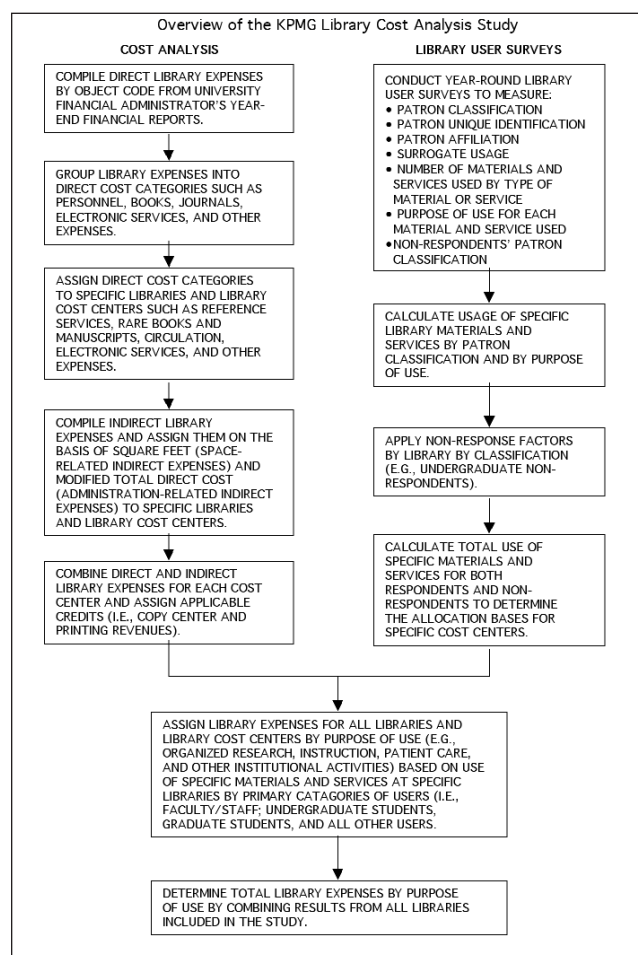 Overview of the KPMG Library Cost Analysis Study
COST ANALYSIS
COMPILE DIRECT LIBRARY EXPENSES
BY OBJECT CODE FROM UNIVERSITY
FINANCIAL ADMINISTRATOR'S YEAR-
END FINANCIAL REPORTS.
GROUP LIBRARY EXPENSES INTO
DIRECT COST CATEGORIES SUCH AS
PERSONNEL, BOOKS, JOURNALS,
ELECTRONIC SERVICES, AND OTHER
EXPENSES.
ASSIGN DIRECT COST CATEGORIES
TO SPECIFIC LIBRARIES AND LIBRARY
COST CENTERS SUCH AS REFERENCE
SERVICES, RARE BOOKS AND
MANUSCRIPTS, CIRCULATION,
ELECTRONIC SERVICES, AND OTHER
EXPENSES.
COMPILE INDIRECT LIBRARY
EXPENSES AND ASSIGN THEM ON THE
BASIS OF SQUARE FEET (SPACE-
RELATED INDIRECT EXPENSES) AND
MODIFIED TOTAL DIRECT COST
(ADMINISTRATION-RELATED INDIRECT
EXPENSES) TO SPECIFIC LIBRARIES
AND LIBRARY COST CENTERS.
COMBINE DIRECT AND INDIRECT
LIBRARY EXPENSES FOR EACH COST
CENTER AND ASSIGN APPLICABLE
CREDITS (I.E., COPY CENTER AND
PRINTING REVENUES).
LIBRARY USER SURVEYS
CONDUCT YEAR-ROUND LIBRARY
USER SURVEYS TO MEASURE:
• PATRON CLASSIFICATION
• PATRON UNIQUE IDENTIFICATION
• PATRON AFFILIATION
• SURROGATE USAGE
• NUMBER OF MATERIALS AND
SERVICES USED BY TYPE OF
MATERIAL OR SERVICE
• PURPOSE OF USE FOR EACH
MATERIAL AND SERVICE USED
•NON-RESPONDENTS' PATRON
CLASSIFICATION
CALCULATE USAGE OF SPECIFIC
LIBRARY MATERIALS AND
SERVICES BY PATRON
CLASSIFICATION AND BY PURPOSE
OF USE.
APPLY NON-RESPONSE FACTORS
BY LIBRARY BY CLASSIFICATION
(E.G., UNDERGRADUATE NON-
RESPONDENTS).
CALCULATE TOTAL USE OF
SPECIFIC MATERIALS AND
SERVICES FOR BOTH
RESPONDENTS AND NON-
RESPONDENTS TO DETERMINE
THE ALLOCATION BASES FOR
SPECIFIC COST CENTERS.
ASSIGN LIBRARY EXPENSES FOR ALL LIBRARIES AND
LIBRARY COST CENTERS BY PURPOSE OF USE (E.G.,
ORGANIZED RESEARCH, INSTRUCTION, PATIENT CARE,
AND OTHER INSTITUTIONAL ACTIVITIES) BASED ON
USE OF SPECIFIC MATERIALS AND SERVICES AT SPECIFIC
LIBRARIES BY PRIMARY CATAGORIES OF USERS (I.E.,
FACULTY/STAFF; UNDERGRADUATE STUDENTS,
GRADUATE STUDENTS, AND ALL OTHER USERS.
DETERMINE TOTAL LIBRARY EXPENSES BY PURPOSE
OF USE BY COMBINING RESULTS FROM ALL LIBRARIES
INCLUDED IN THE STUDY.